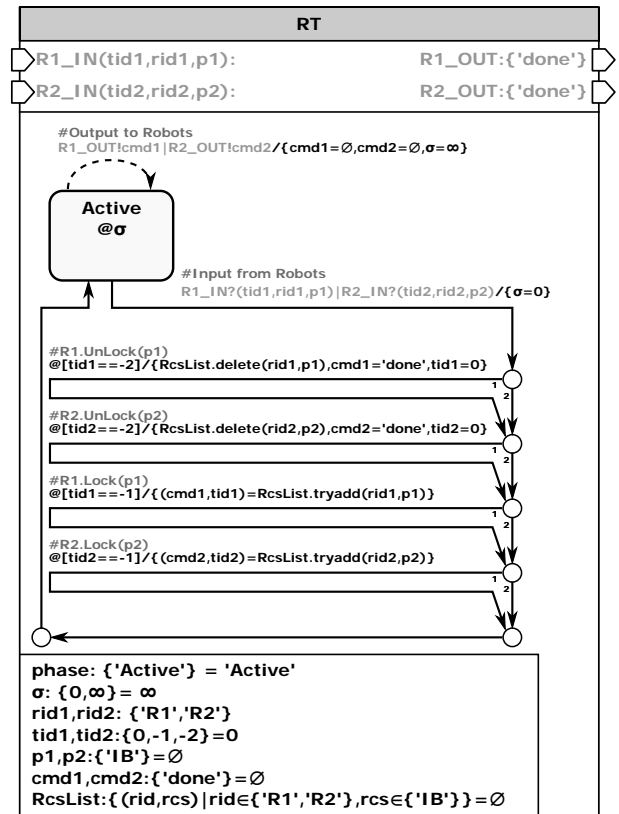 RT
R1_IN(tid1,rid1,p1): R1_OUT:{'done'}
R2_IN(tid2,rid2,p2): R2_OUT:{'done'}
#Output to Robots
R1_OUT!cmd1|R2_OUT!cmd2/{cmd1=∅,cmd2=∅,σ=∞}
Active
@σ
#Input from Robots
R1_IN?(tid1,rid1,p1)|R2_IN?(tid2,rid2,p2)/{σ=0}
#R1.UnLock(p1)
@[tid1==-2]/{RcsList.delete(rid1,p1),cmd1='done',tid1=0}
1
2
#R2.UnLock(p2)
@[tid2==-2]/{RcsList.delete(rid2,p2),cmd2='done',tid2=0}
1
2
#R1.Lock(p1)
@[tid1==-1]/{(cmd1,tid1)=RcsList.tryadd(rid1,p1)}
1
2
#R2.Lock(p2)
@[tid2==-1]/{(cmd2,tid2)=RcsList.tryadd(rid2,p2)}
1
2
phase: {'Active'} = 'Active'
σ: {0,∞}= ∞
rid1,rid2: {'R1','R2'}
tid1,tid2:{0,-1,-2}=0
p1,p2:{'IB'}=∅
cmd1,cmd2:{'done'}=∅
RcsList:{(rid,rcs)|rid∈{'R1','R2'},rcs∈{'IB'}}=∅